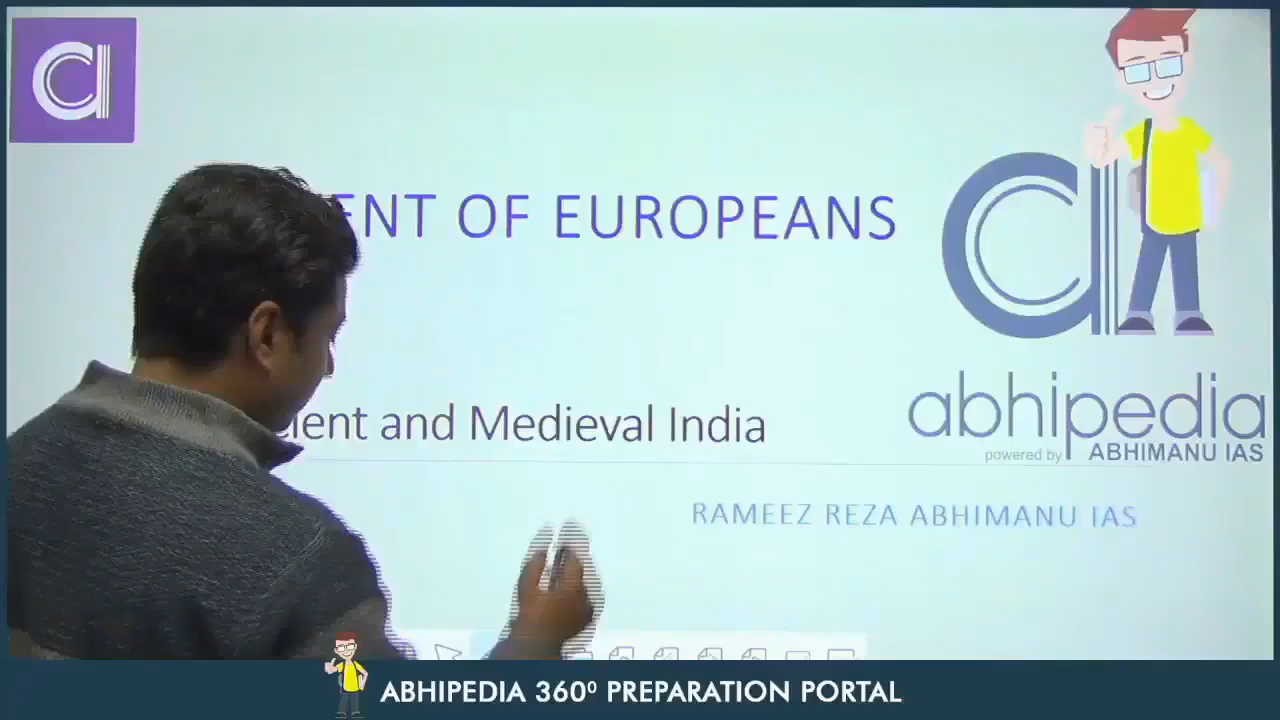 ENT OF EUROPEANS
ient and Medieval India
abhipedia
powered by ABHIMANU IAS
RAMEEZ REZA ABHIMANU IAS
ABHIPEDIA 360⁰ PREPARATION PORTAL